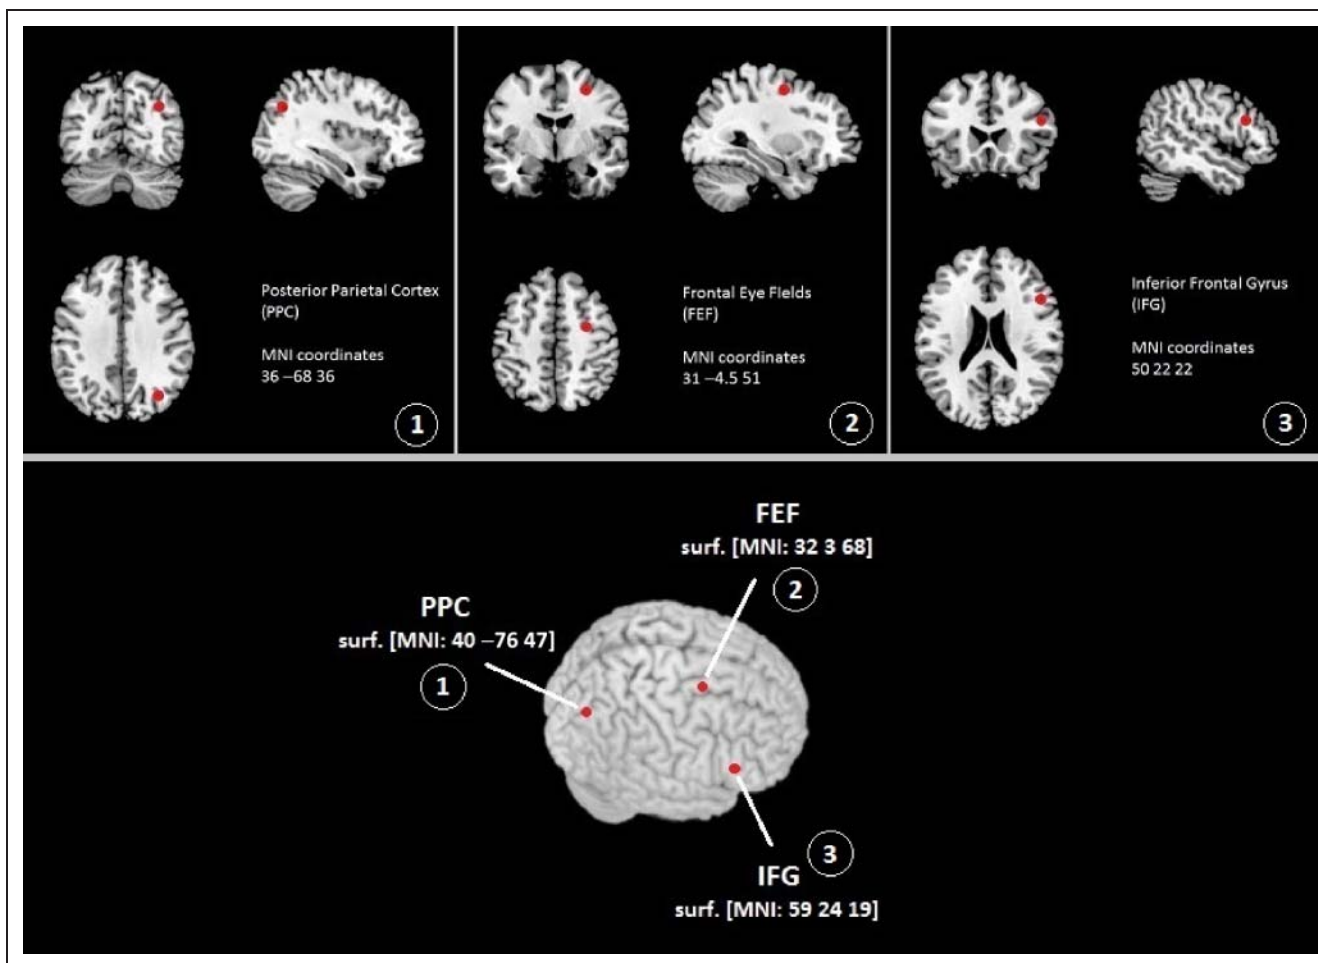 Posterior Parietal Cortex
(PPC)
MNI coordinates
36 –68 36
1
Frontal Eye FIelds
(FEF)
MNI coordinates
31 –4.5 51
2
Inferior Frontal Gyrus
(IFG)
MNI coordinates
50 22 22
3
FEF
surf. [MNI: 32 3 68]
2
PPC
surf. [MNI: 40 –76 47]
1
3
IFG
surf. [MNI: 59 24 19]